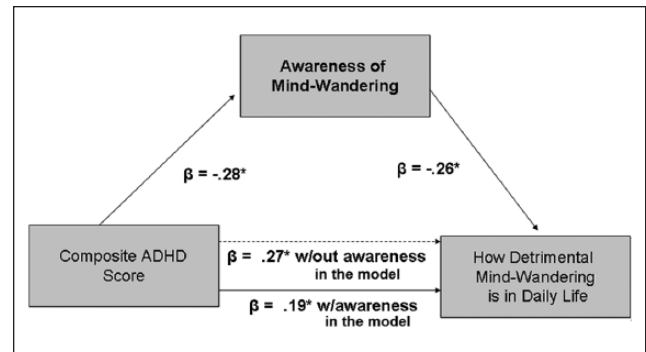 Awareness of
Mind-Wandering
β = -.28*
β = -.26*
Composite ADHD
Score
β = .27* w/out awareness
in the model
β = .19* w/awareness
in the model
How Detrimental
Mind-Wandering
is in Daily Life